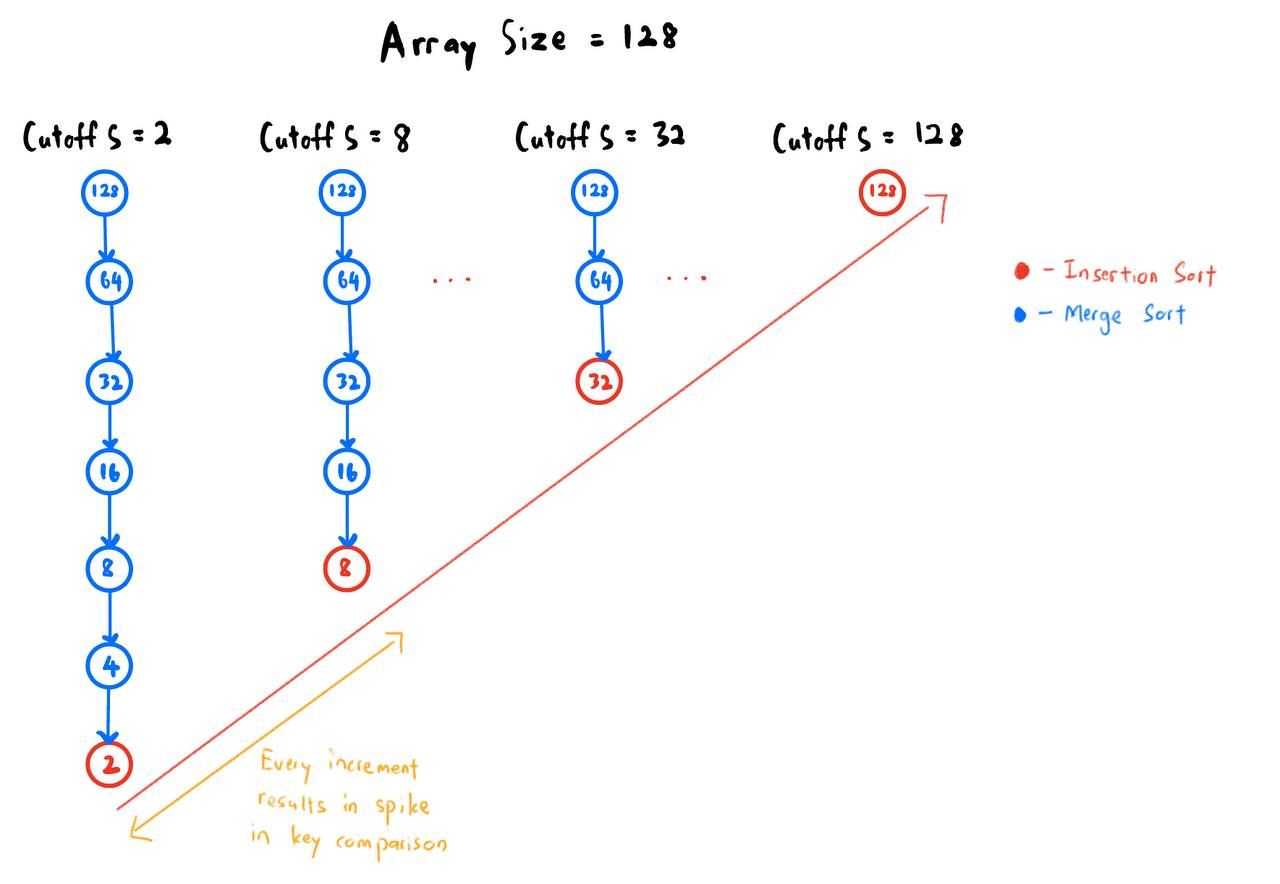 Array Size = 128
Cutoff S = 2
Cutoff S = 8
Cutoff S = 32
Cutoff S = 128
128
128
128
128
64
64
...
64
...
32
32
32
16
16
8
8
4
2
- Insertion Sort
- Merge Sort
Every increment
results in spike
in key comparison